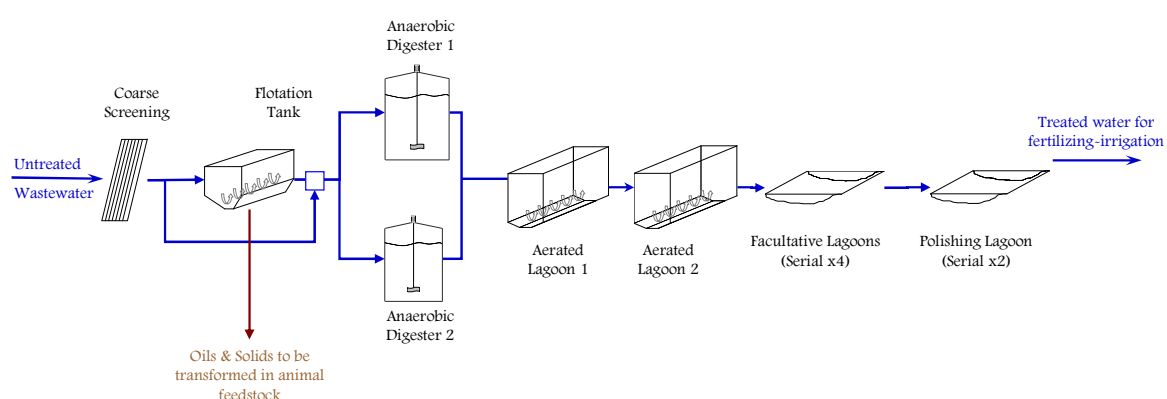 Anaerobic
Digester 1
Coarse
Screening
Flotation
Tank
Treated water for
fertilizing-irrigation
Untreated
Wastewater
Aerated
Lagoon 1
Aerated
Lagoon 2
Facultative Lagoons
(Serial x4)
Polishing Lagoon
(Serial x2)
Anaerobic
Digester 2
Oils & Solids to be
transformed in animal
feedstock